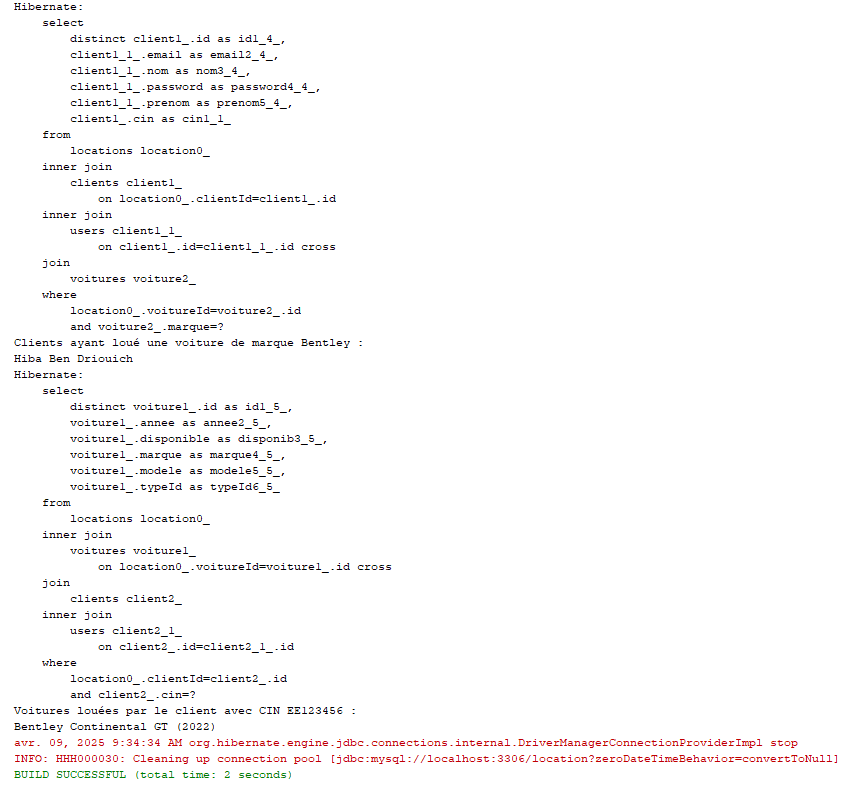 Hibernate:
    select
        distinct client1_.id as id1_4_,
        client1_1_.email as email2_4_,
        client1_1_.nom as nom3_4_,
        client1_1_.password as password4_4_,
        client1_1_.prenom as prenom5_4_,
        client1_.cin as cin1_1_
    from
        locations location0_
    inner join
        clients client1_
            on location0_.clientId=client1_.id
    inner join
        users client1_1_
            on client1_.id=client1_1_.id cross
    join
        voitures voiture2_
    where
        location0_.voitureId=voiture2_.id
        and voiture2_.marque=?
Clients ayant loué une voiture de marque Bentley :
Hiba Ben Driouich
Hibernate:
    select
        distinct voiture1_.id as id1_5_,
        voiture1_.annee as annee2_5_,
        voiture1_.disponible as disponib3_5_,
        voiture1_.marque as marque4_5_,
        voiture1_.modele as modele5_5_,
        voiture1_.typeId as typeId6_5_
    from
        locations location0_
    inner join
        voitures voiture1_
            on location0_.voitureId=voiture1_.id cross
    join
        clients client2_
    inner join
        users client2_1_
            on client2_.id=client2_1_.id
    where
        location0_.clientId=client2_.id
        and client2_.cin=?
Voitures louées par le client avec CIN EE123456 :
Bentley Continental GT (2022)
avr. 09, 2025 9:34:34 AM org.hibernate.engine.jdbc.connections.internal.DriverManagerConnectionProviderImpl stop
INFO: HHH000030: Cleaning up connection pool [jdbc:mysql://localhost:3306/location?zeroDateTimeBehavior=convertToNull]
BUILD SUCCESSFUL (total time: 2 seconds)